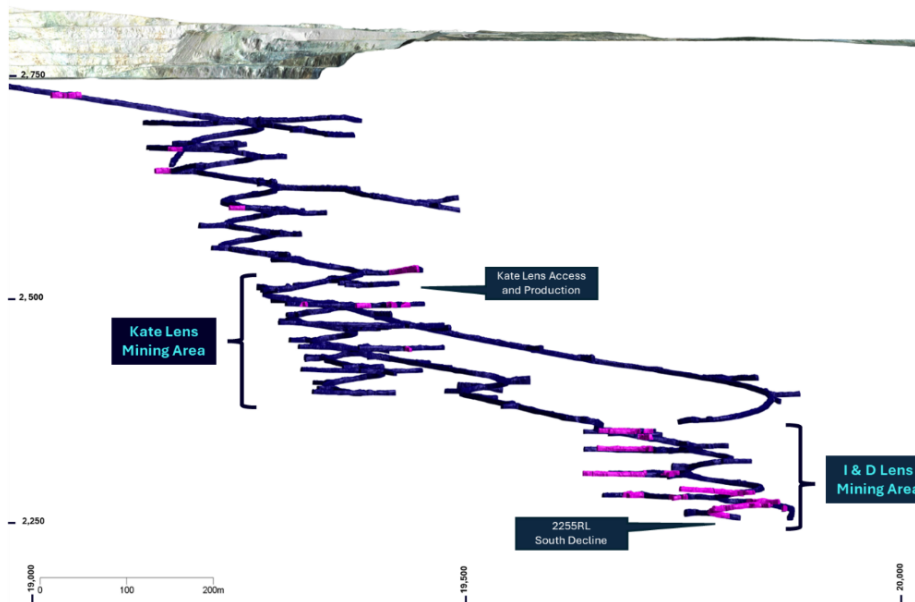 2,750
2,500
2,250
Kate Lens Access
and Production
Kate Lens
Mining Area
I & D Lens
Mining Area
2255RL
South Decline
0
100
200m
19,000
19,500
20,000